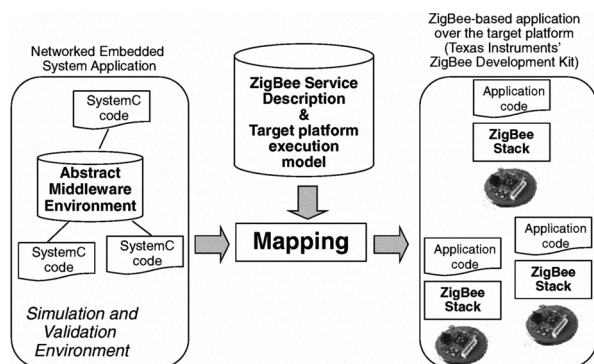 Networked Embedded
System Application
SystemC
code
Abstract
Middleware
Environment
SystemC
code
SystemC
code
Simulation and
Validation
Environment
ZigBee Service
Description
&
Target platform
execution
model
Mapping
ZigBee-based application
over the target platform
(Texas Instruments'
ZigBee Development Kit)
Application
code
ZigBee
Stack
Application
code
ZigBee
Stack
Application
code
ZigBee
Stack